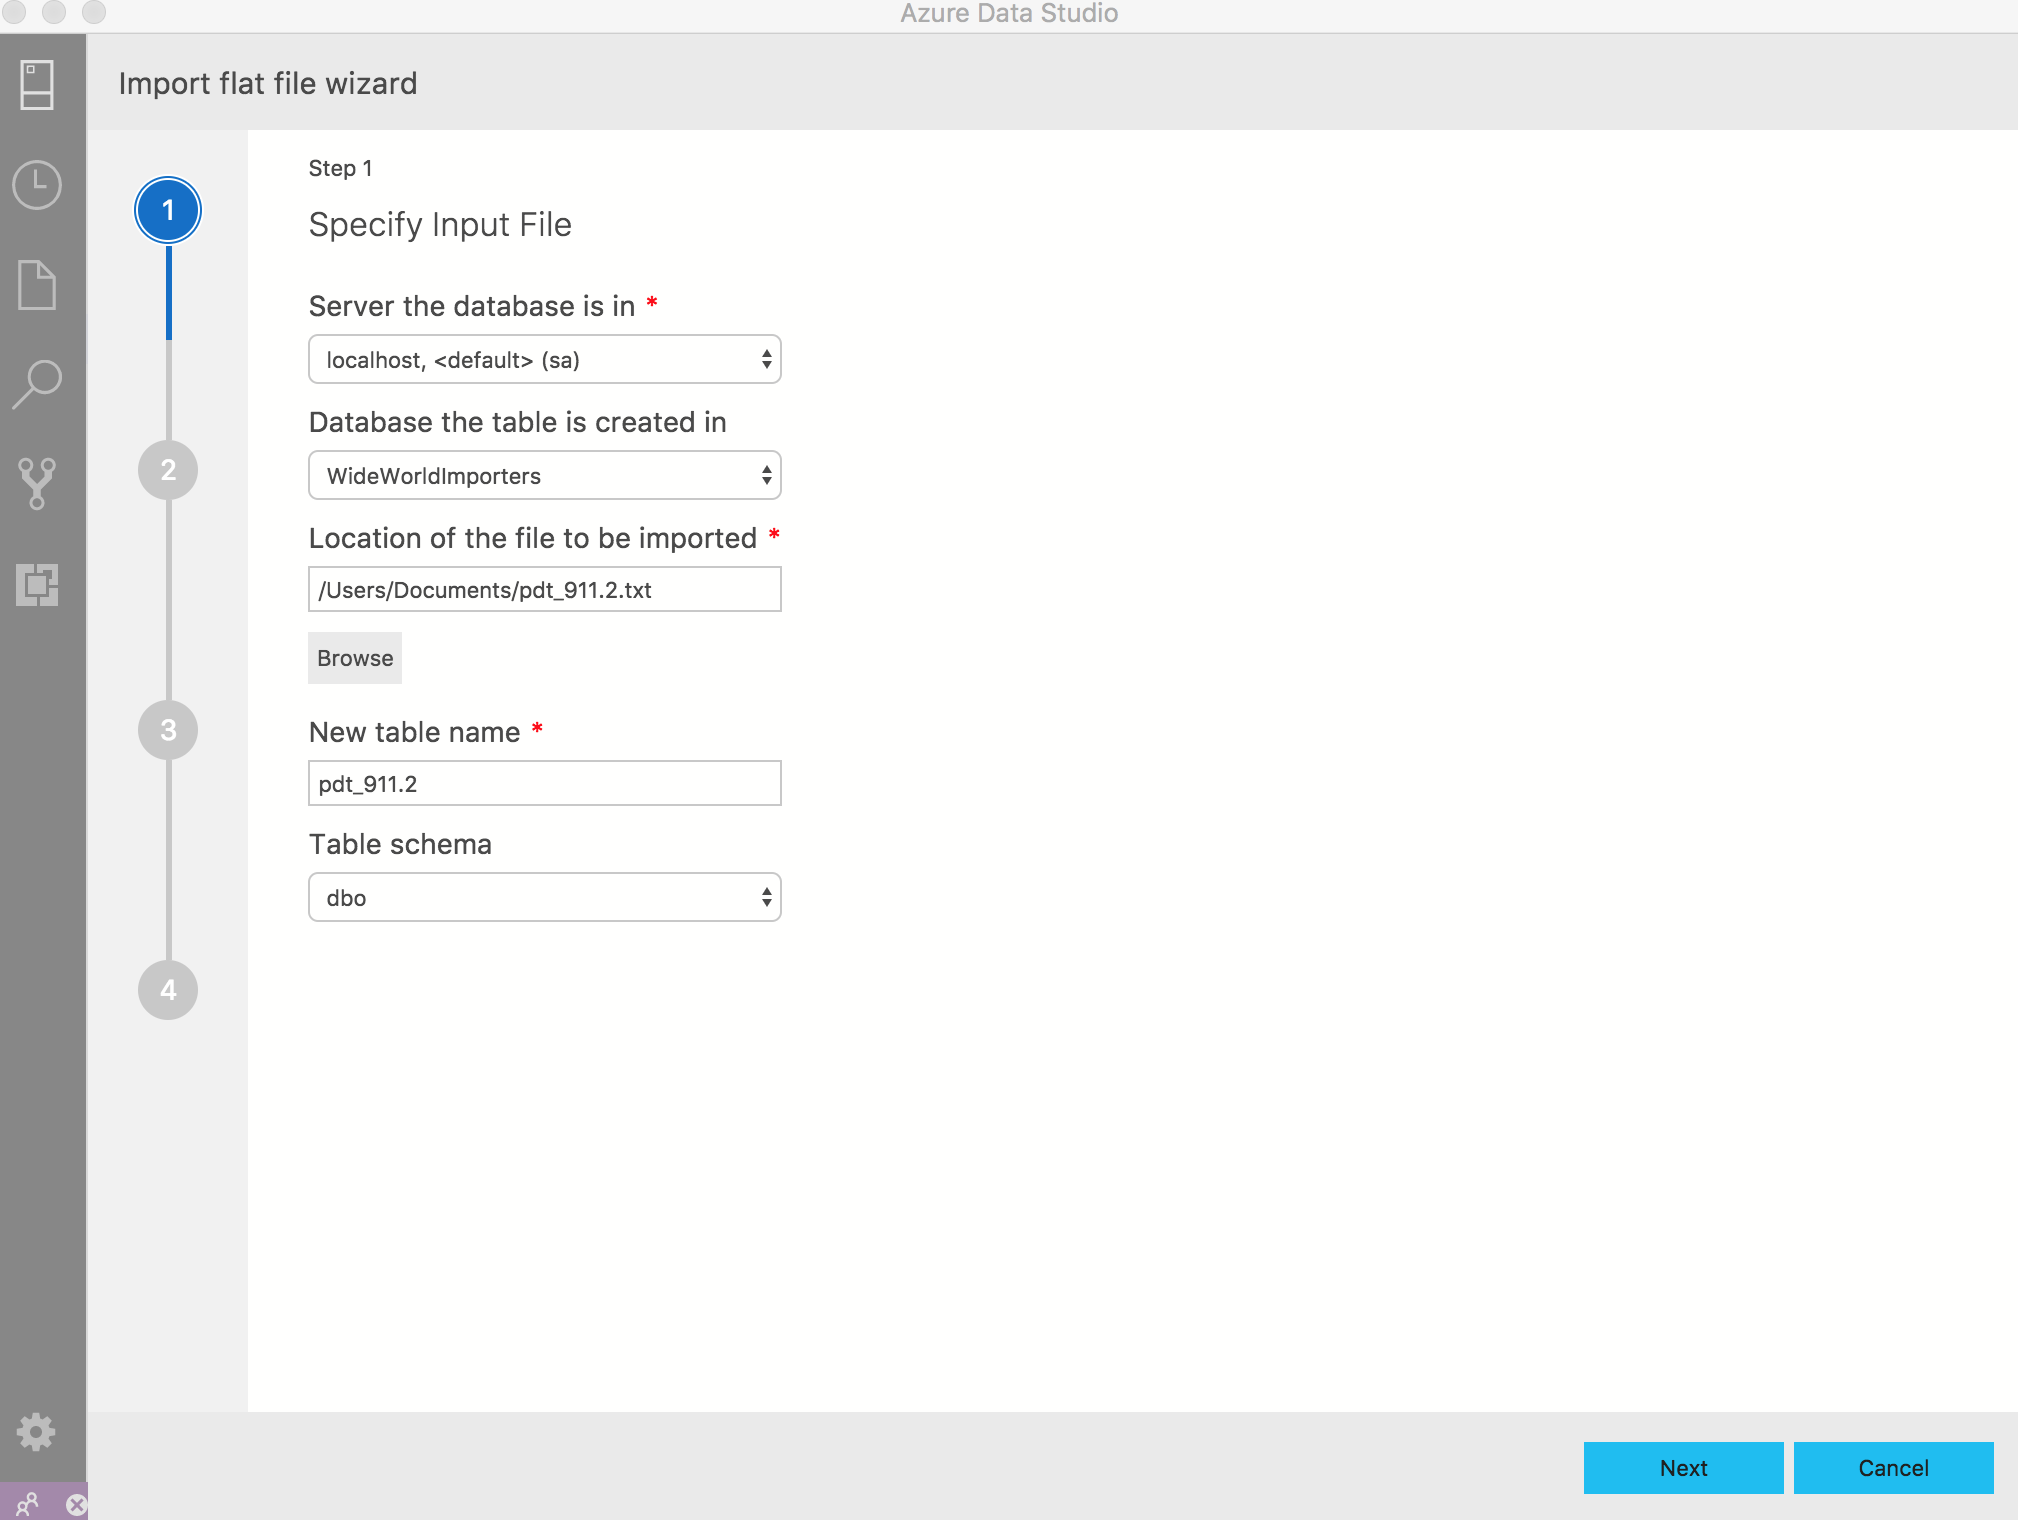 Azure Data Studio
Import flat file wizard
1
2
3
4
Step 1
Specify Input File
Server the database is in *
localhost, <default> (sa)
Database the table is created in
WideWorldImporters
Location of the file to be imported *
/Users/Documents/pdt_911.2.txt
Browse
New table name *
pdt_911.2
Table schema
dbo
Next
Cancel